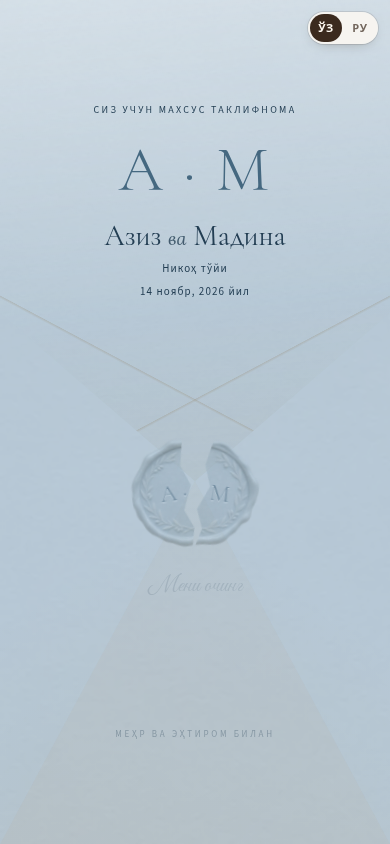 ЎЗ РУ
СИЗ УЧУН МАХСУС ТАКЛИФНОМА
А · М
Азиз ва Мадина
Никоҳ тўйи
14 ноябр, 2026 йил
А · М
Мени очинг
МЕҲР ВА ЭҲТИРОМ БИЛАН